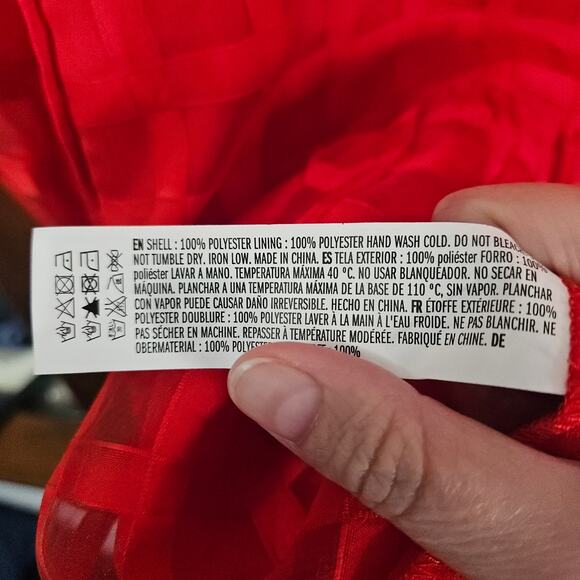 EN SHELL : 100% POLYESTER LINING : 100% POLYESTER HAND WASH COLD. DO NOT BLEACH
NOT TUMBLE DRY. IRON LOW. MADE IN CHINA. ES TELA EXTERIOR : 100% poliéster FORRO : 100%
poliéster LAVAR A MANO. TEMPERATURA MÁXIMA 40 ºC. NO USAR BLANQUEADOR. NO SECAR EN
MÁQUINA. PLANCHAR A UNA TEMPERATURA MÁXIMA DE LA BASE DE 110 ºC, SIN VAPOR. PLANCHAR
CON VAPOR PUEDE CAUSAR DAÑO IRREVERSIBLE. HECHO EN CHINA. FR ÉTOFFE EXTÉRIEURE : 100%
POLYESTER DOUBLURE : 100% POLYESTER LAVER À LA MAIN À L'EAU FROIDE. NE PAS BLANCHIR. NE
PAS SÉCHER EN MACHINE. REPASSER À TEMPÉRATURE MODÉRÉE. FABRIQUÉ EN CHINE. DE
OBERMATERIAL : 100% POLYESTER 100%